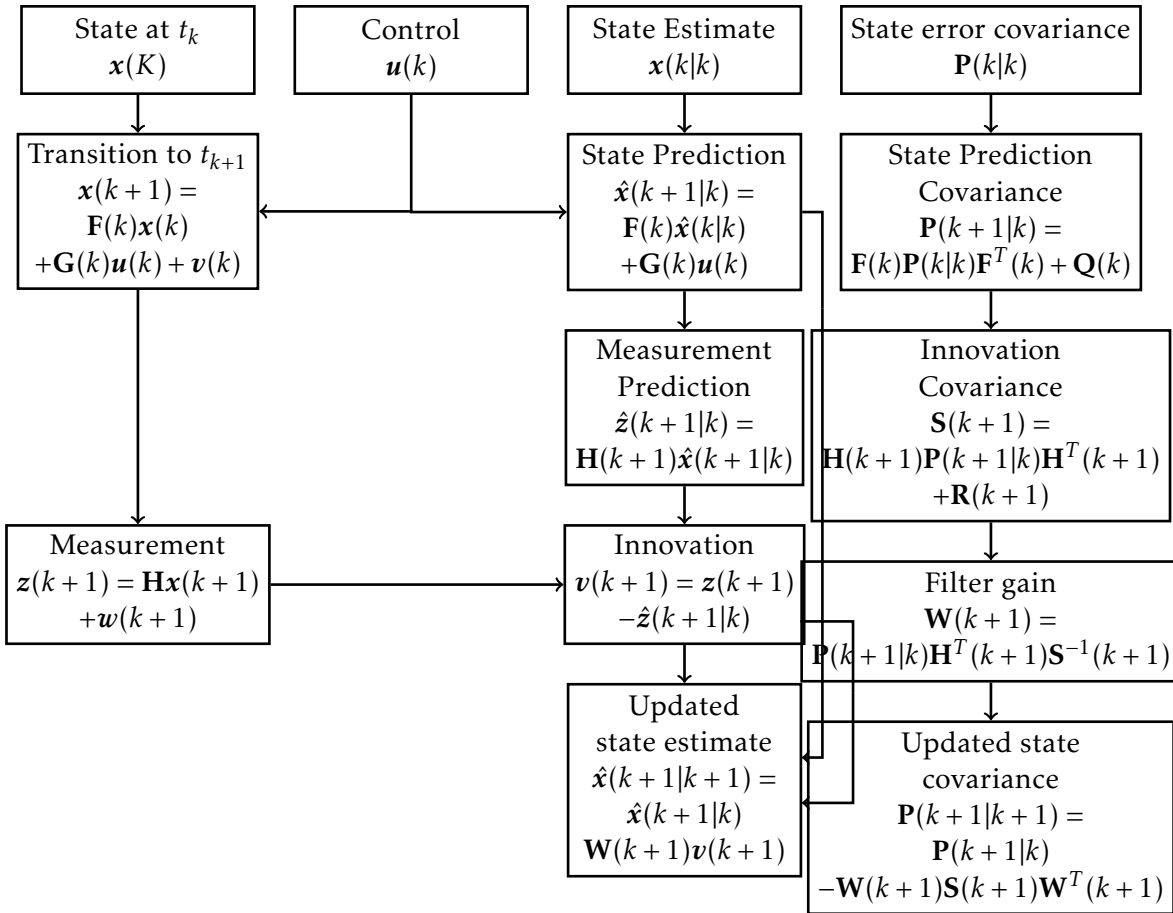 State at t_k
x(K)
Control
u(k)
State Estimate
x(k|k)
State error covariance
P(k|k)
Transition to t_{k+1}
x(k + 1) =
F(k)x(k)
+G(k)u(k) + v(k)
State Prediction
x̂(k + 1|k) =
F(k)x̂(k|k)
+G(k)u(k)
State Prediction
Covariance
P(k + 1|k) =
F(k)P(k|k)F^T(k) + Q(k)
Measurement
Prediction
ẑ(k + 1|k) =
H(k + 1)x̂(k + 1|k)
Innovation
Covariance
S(k + 1) =
H(k + 1)P(k + 1|k)H^T(k + 1)
+R(k + 1)
Measurement
z(k + 1) = Hx(k + 1)
+w(k + 1)
Innovation
v(k + 1) = z(k + 1)
−ẑ(k + 1|k)
Filter gain
W(k + 1) =
P(k + 1|k)H^T(k + 1)S^{−1}(k + 1)
Updated
state estimate
x̂(k + 1|k + 1) =
x̂(k + 1|k)
W(k + 1)v(k + 1)
Updated state
covariance
P(k + 1|k + 1) =
P(k + 1|k)
−W(k + 1)S(k + 1)W^T(k + 1)